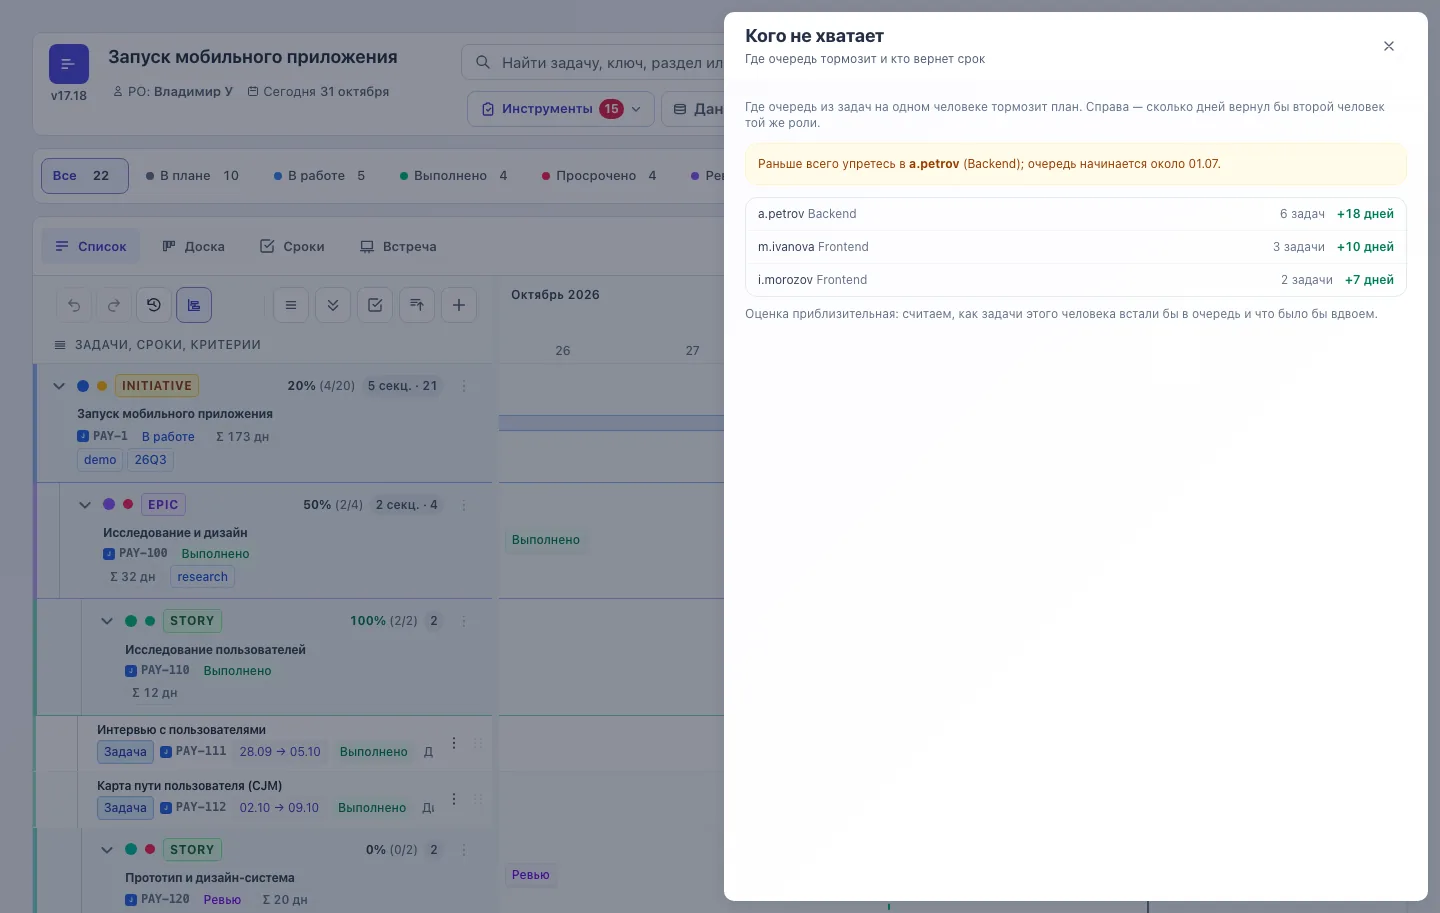 Запуск мобильного приложения
v17.18
PO: Владимир У
Сегодня 31 октября
Найти задачу, ключ, раздел ил
Инструменты 15
Дан
Все 22
В плане 10
В работе 5
Выполнено 4
Просрочено 4
Рев
Список
Доска
Сроки
Встреча
Октябрь 2026
ЗАДАЧИ, СРОКИ, КРИТЕРИИ
26
27
INITIATIVE
20% (4/20)
5 секц. · 21
Запуск мобильного приложения
PAY-1 В работе Σ 173 дн
demo 26Q3
EPIC
50% (2/4)
2 секц. · 4
Исследование и дизайн
PAY-100 Выполнено
Σ 32 дн research
Выполнено
STORY
100% (2/2)
2
Исследование пользователей
PAY-110 Выполнено
Σ 12 дн
Интервью с пользователями
Задача PAY-111 28.09 → 05.10 Выполнено Д
Карта пути пользователя (CJM)
Задача PAY-112 02.10 → 09.10 Выполнено
STORY
0% (0/2)
2
Прототип и дизайн-система
PAY-120 Ревью Σ 20 дн
Ревью
Кого не хватает
Где очередь тормозит и кто вернет срок
Где очередь из задач на одном человеке тормозит план. Справа — сколько дней вернул бы второй человек
той же роли.
Раньше всего упретесь в a.petrov (Backend); очередь начинается около 01.07.
a.petrov Backend 6 задач +18 дней
m.ivanova Frontend 3 задачи +10 дней
i.morozov Frontend 2 задачи +7 дней
Оценка приблизительная: считаем, как задачи этого человека встали бы в очередь и что было бы вдвоем.